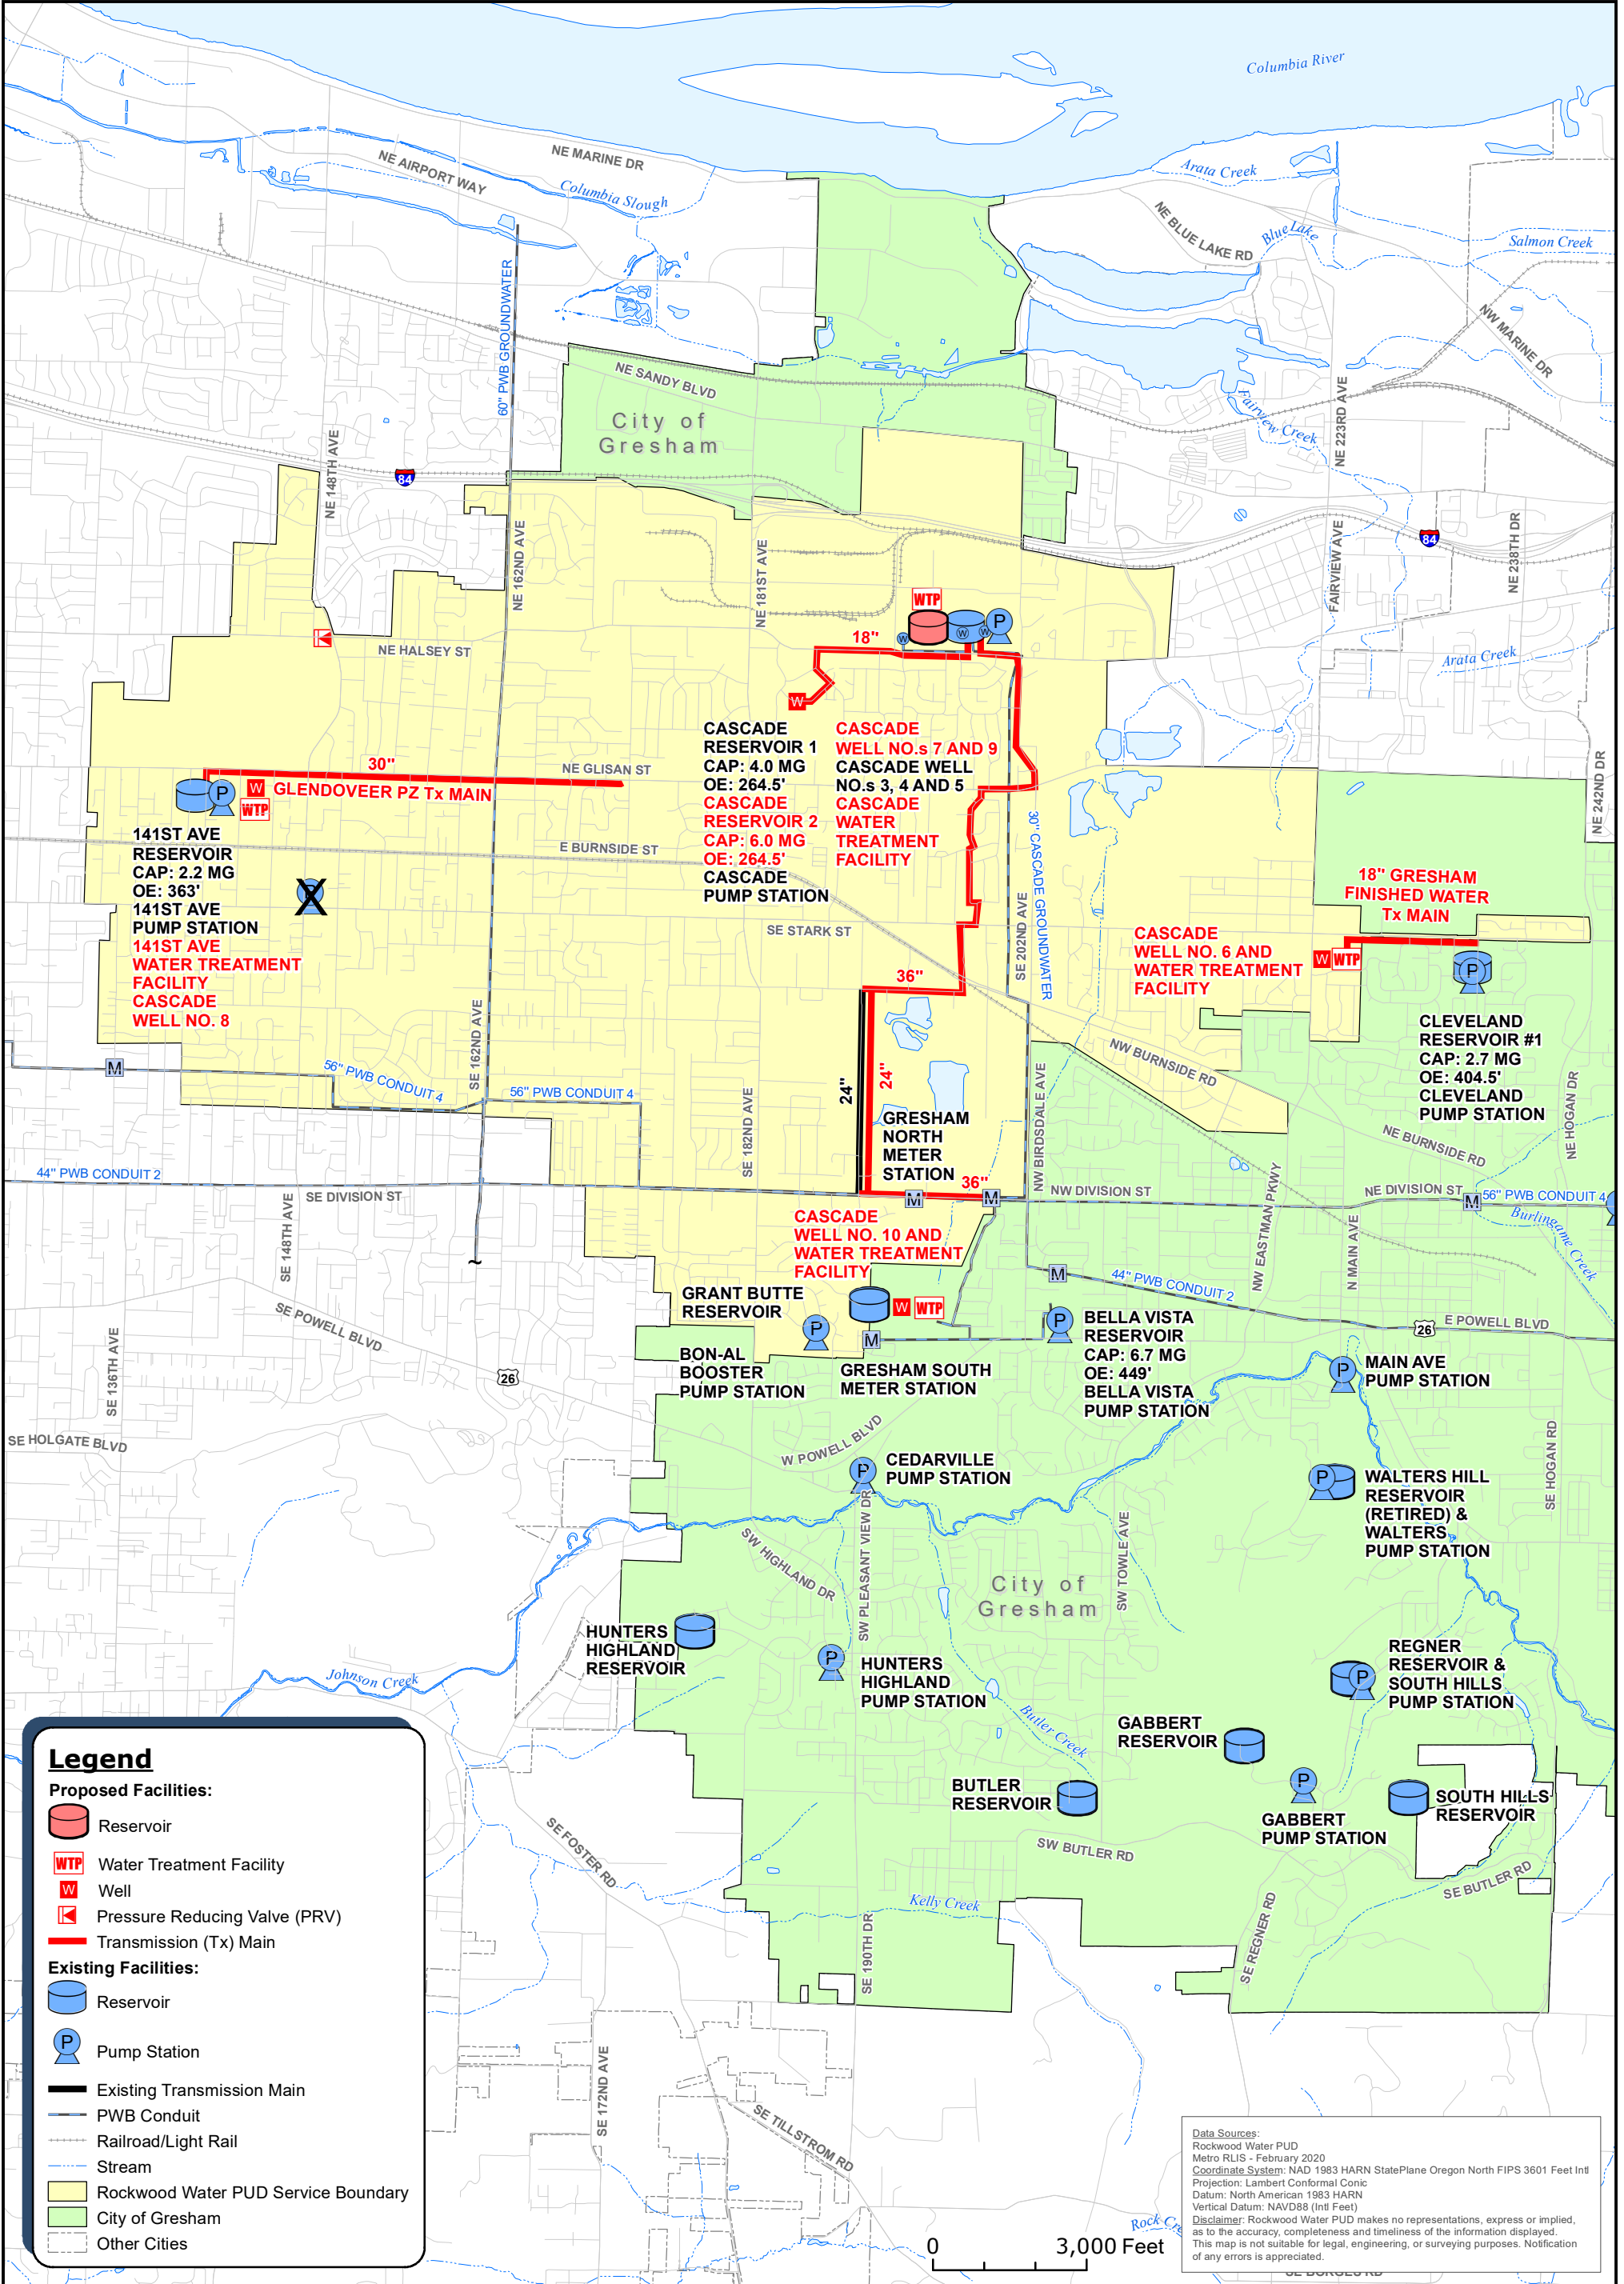 Columbia River
NE MARINE DR
NE AIRPORT WAY
Columbia Slough
Arata Creek
NE BLUE LAKE RD
Blue Lake
Salmon Creek
NW MARINE DR
60" PWB GROUNDWATER
NE SANDY BLVD
City of
Gresham
Fairview Creek
NE 223RD AVE
NE 148TH AVE
84
NE 162ND AVE
NE 181ST AVE
FAIRVIEW AVE
84
NE 238TH DR
WTP
P
W
W
W
18"
NE HALSEY ST
Arata Creek
W
CASCADE
RESERVOIR 1
CAP: 4.0 MG
OE: 264.5'
CASCADE
RESERVOIR 2
CAP: 6.0 MG
OE: 264.5'
CASCADE
PUMP STATION
CASCADE
WELL NO.s 7 AND 9
CASCADE WELL
NO.s 3, 4 AND 5
CASCADE
WATER
TREATMENT
FACILITY
30"
NE GLISAN ST
GLENDOVEER PZ Tx MAIN
P
W
WTP
NE 242ND DR
141ST AVE
RESERVOIR
CAP: 2.2 MG
OE: 363'
141ST AVE
PUMP STATION
141ST AVE
WATER TREATMENT
FACILITY
CASCADE
WELL NO. 8
E BURNSIDE ST
X
30" CASCADE GROUNDWATER
SE 202ND AVE
SE STARK ST
18" GRESHAM
FINISHED WATER
Tx MAIN
CASCADE
WELL NO. 6 AND
WATER TREATMENT
FACILITY
W
WTP
P
36"
CLEVELAND
RESERVOIR #1
CAP: 2.7 MG
OE: 404.5'
CLEVELAND
PUMP STATION
SE 162ND AVE
M
56" PWB CONDUIT 4
56" PWB CONDUIT 4
24"
24"
SE 182ND AVE
NW BURNSIDE RD
NW BIRDSDALE AVE
NE HOGAN DR
GRESHAM
NORTH
METER
STATION
NE BURNSIDE RD
44" PWB CONDUIT 2
SE DIVISION ST
36"
M
M
NW DIVISION ST
NE DIVISION ST
M
56" PWB CONDUIT 4
Burlingame Creek
SE 148TH AVE
~
CASCADE
WELL NO. 10 AND
WATER TREATMENT
FACILITY
NW EASTMAN PKWY
N MAIN AVE
M
44" PWB CONDUIT 2
GRANT BUTTE
RESERVOIR
W
WTP
SE POWELL BLVD
P
M
P
26
E POWELL BLVD
BELLA VISTA
RESERVOIR
CAP: 6.7 MG
OE: 449'
BELLA VISTA
PUMP STATION
SE 136TH AVE
26
BON-AL
BOOSTER
PUMP STATION
GRESHAM SOUTH
METER STATION
P
MAIN AVE
PUMP STATION
SE HOLGATE BLVD
W POWELL BLVD
P
CEDARVILLE
PUMP STATION
SE HOGAN RD
P
WALTERS HILL
RESERVOIR
(RETIRED) &
WALTERS
PUMP STATION
SW HIGHLAND DR
SW PLEASANT VIEW DR
SW TOWLE AVE
City of
Gresham
HUNTERS
HIGHLAND
RESERVOIR
P
HUNTERS
HIGHLAND
PUMP STATION
Johnson Creek
P
REGNER
RESERVOIR &
SOUTH HILLS
PUMP STATION
Butler Creek
GABBERT
RESERVOIR
BUTLER
RESERVOIR
P
GABBERT
PUMP STATION
SOUTH HILLS
RESERVOIR
SE FOSTER RD
SW BUTLER RD
SE BUTLER RD
Kelly Creek
SE 190TH DR
SE REGNER RD
SE 172ND AVE
SE TILLSTROM RD
Legend
Proposed Facilities:
Reservoir
WTP Water Treatment Facility
W Well
Pressure Reducing Valve (PRV)
Transmission (Tx) Main
Existing Facilities:
Reservoir
P Pump Station
Existing Transmission Main
PWB Conduit
Railroad/Light Rail
Stream
Rockwood Water PUD Service Boundary
City of Gresham
Other Cities
0 3,000 Feet
Rock
Data Sources:
Rockwood Water PUD
Metro RLIS - February 2020
Coordinate System: NAD 1983 HARN StatePlane Oregon North FIPS 3601 Feet Intl
Projection: Lambert Conformal Conic
Datum: North American 1983 HARN
Vertical Datum: NAVD88 (Intl Feet)
Disclaimer: Rockwood Water PUD makes no representations, express or implied,
as to the accuracy, completeness and timeliness of the information displayed.
This map is not suitable for legal, engineering, or surveying purposes. Notification
of any errors is appreciated.